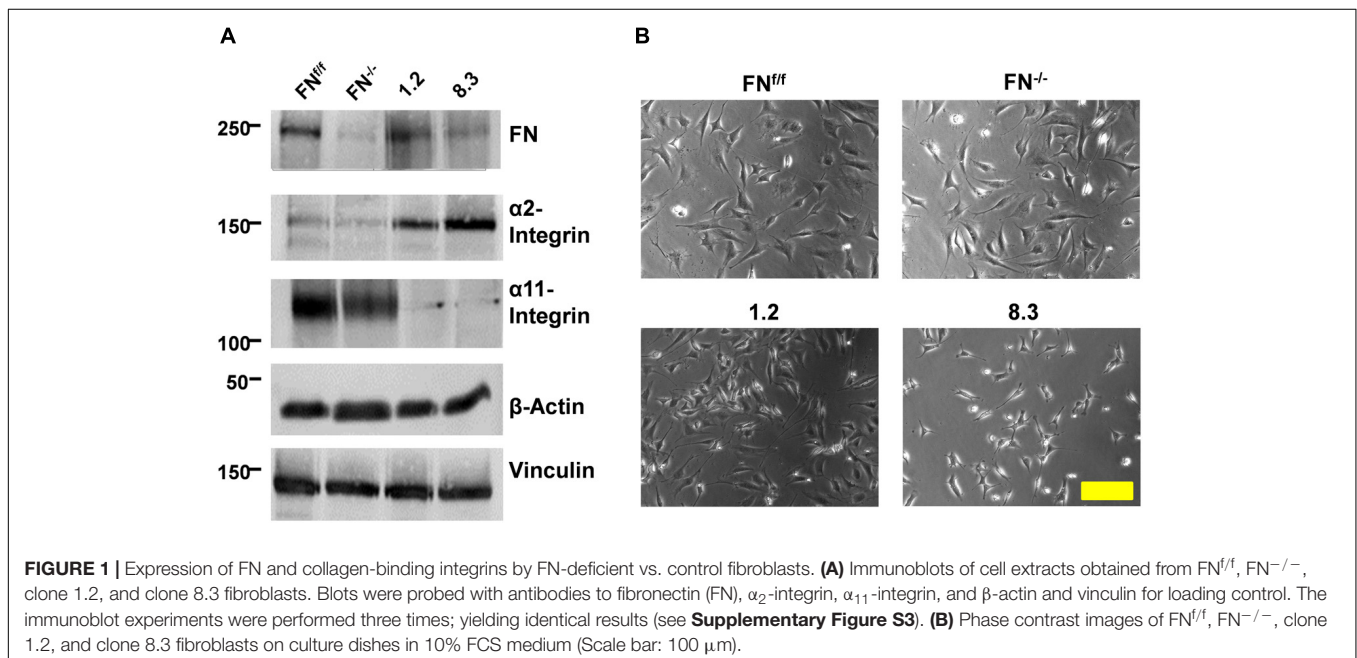 A
B
FN^f/f
FN^-/-
1.2
8.3
250
FN
150
α2-
Integrin
α11-
Integrin
100
50
β-Actin
150
Vinculin
FN^f/f
FN^-/-
1.2
8.3
FIGURE 1 | Expression of FN and collagen-binding integrins by FN-deficient vs. control fibroblasts. (A) Immunoblots of cell extracts obtained from FN^f/f, FN^−/−,
clone 1.2, and clone 8.3 fibroblasts. Blots were probed with antibodies to fibronectin (FN), α₂-integrin, α₁₁-integrin, and β-actin and vinculin for loading control. The
immunoblot experiments were performed three times; yielding identical results (see Supplementary Figure S3). (B) Phase contrast images of FN^f/f, FN^−/−, clone
1.2, and clone 8.3 fibroblasts on culture dishes in 10% FCS medium (Scale bar: 100 μm).